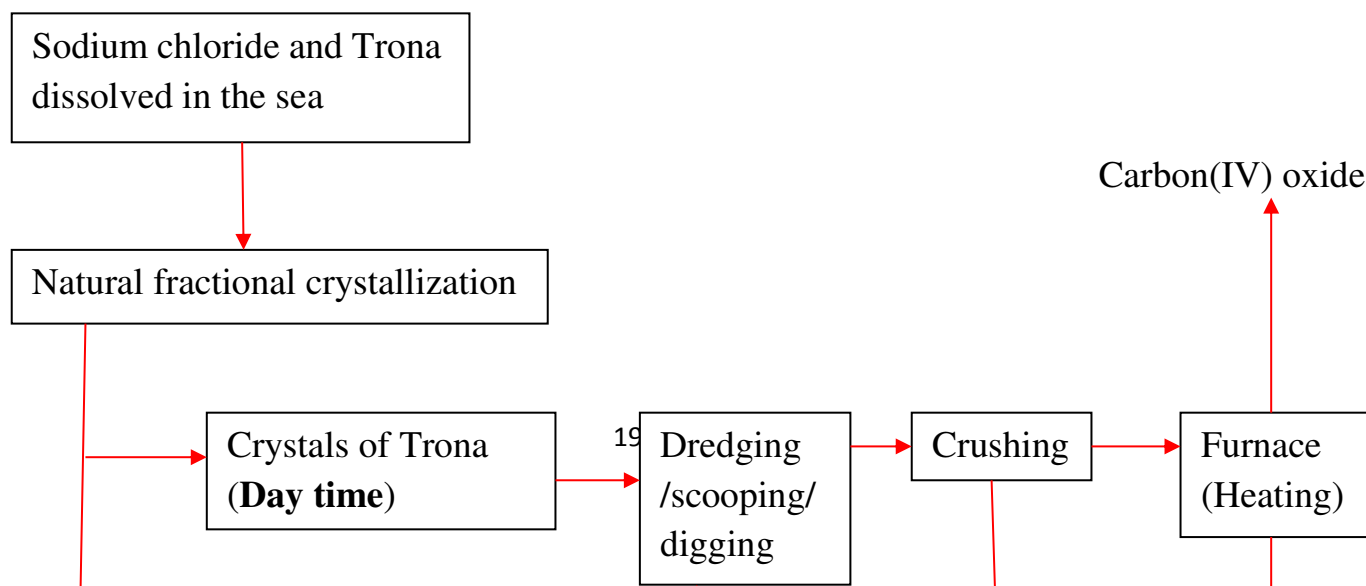 Sodium chloride and Trona
dissolved in the sea
Carbon(IV) oxide
Natural fractional crystallization
Crystals of Trona
(Day time)
19
Dredging
/scooping/
digging
Crushing
Furnace
(Heating)